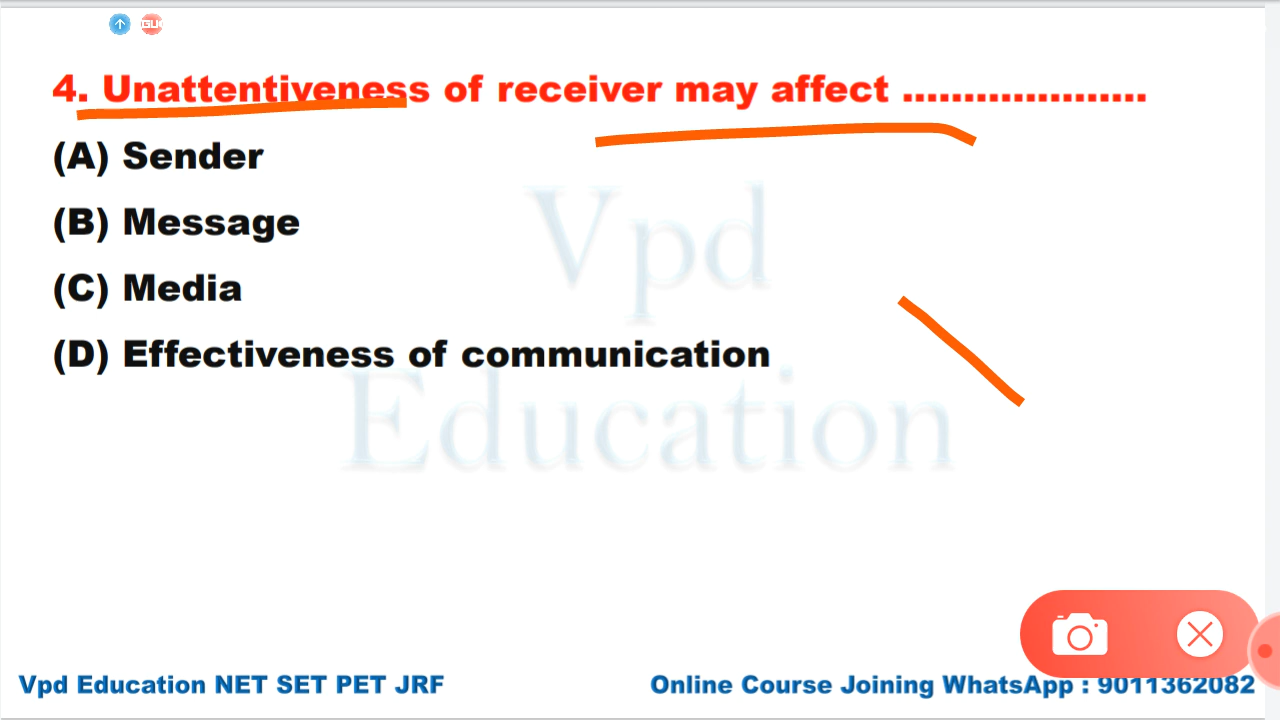 4. Unattentiveness of receiver may affect ....................
(A) Sender
(B) Message
(C) Media
(D) Effectiveness of communication
Vpd
Education
Vpd Education NET SET PET JRF
Online Course Joining WhatsApp : 9011362082